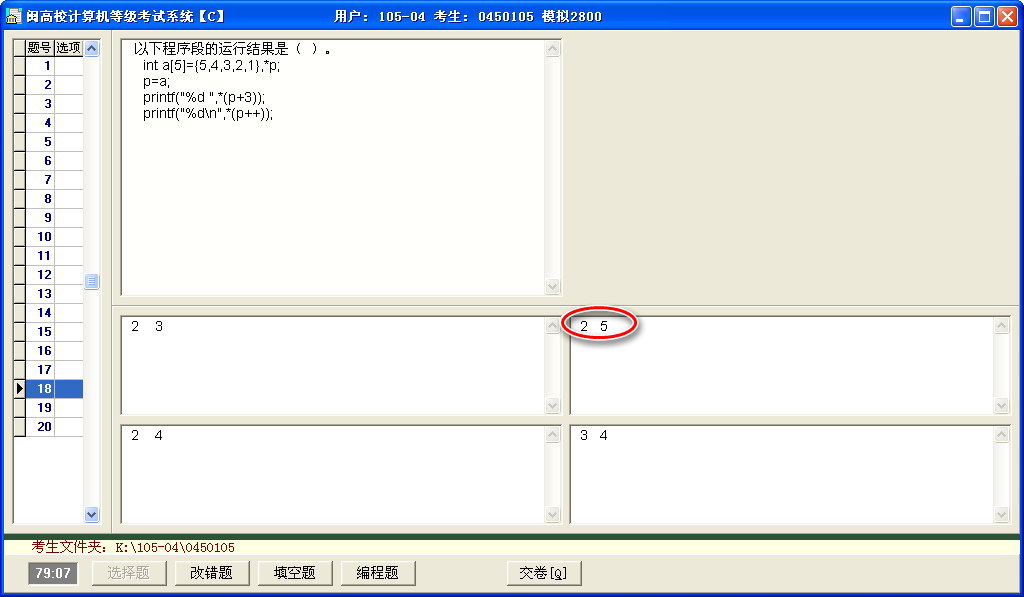 闽高校计算机等级考试系统【C】 用户: 105-04 考生: 0450105 模拟2800
题号 选项
1
2
3
4
5
6
7
8
9
10
11
12
13
14
15
16
17
18
19
20
以下程序段的运行结果是（ ）。
int a[5]={5,4,3,2,1},*p;
p=a;
printf("%d ",*(p+3));
printf("%d\n",*(p++));
2 3
2 5
2 4
3 4
考生文件夹: K:\105-04\0450105
79:07 选择题 改错题 填空题 编程题 交卷[Q]